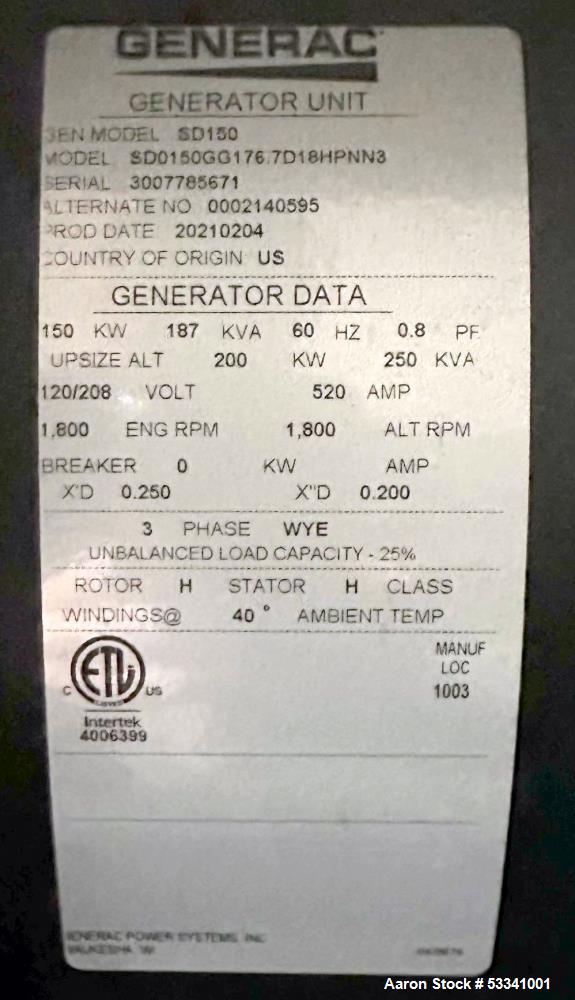 GENERAC
GENERATOR UNIT
GEN MODEL SD150
MODEL SD0150GG176.7D18HPNN3
SERIAL 3007785671
ALTERNATE NO 0002140595
PROD DATE 20210204
COUNTRY OF ORIGIN US
GENERATOR DATA
150 KW 187 KVA 60 HZ 0.8 PF
UPSIZE ALT 200 KW 250 KVA
120/208 VOLT 520 AMP
1,800 ENG RPM 1,800 ALT RPM
BREAKER 0 KW AMP
X'D 0.250 X"D 0.200
3 PHASE WYE
UNBALANCED LOAD CAPACITY - 25%
ROTOR H STATOR H CLASS
WINDINGS@ 40 ° AMBIENT TEMP
C ETL US
LISTED
Intertek
4006399
MANUF
LOC
1003
GENERAC POWER SYSTEMS, INC.
WAUKESHA, WI
Aaron Stock # 53341001